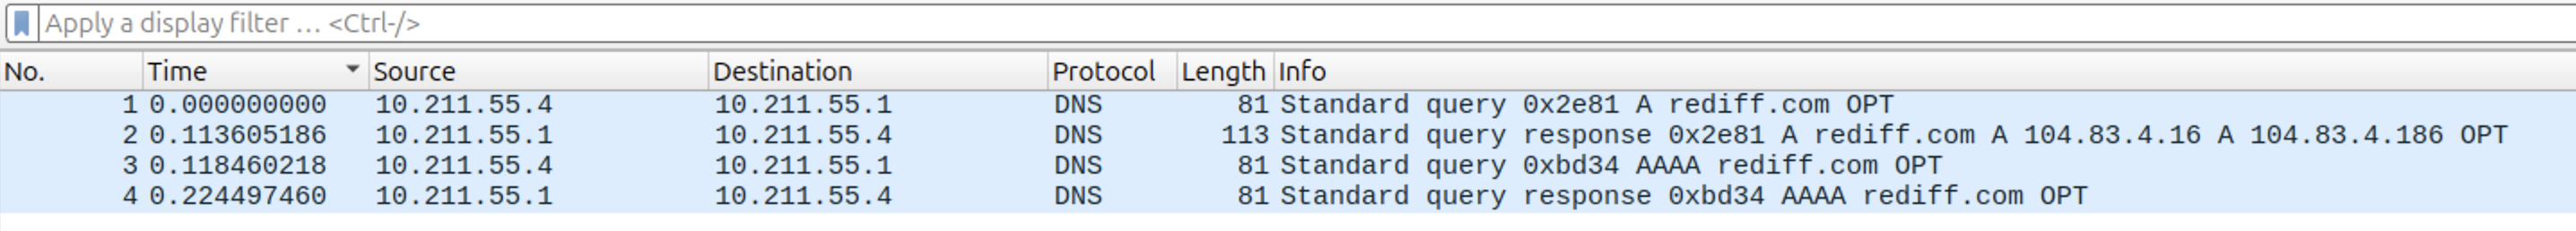 Apply a display filter … <Ctrl-/>
No. Time Source Destination Protocol Length Info
1 0.000000000 10.211.55.4 10.211.55.1 DNS 81 Standard query 0x2e81 A rediff.com OPT
2 0.113605186 10.211.55.1 10.211.55.4 DNS 113 Standard query response 0x2e81 A rediff.com A 104.83.4.16 A 104.83.4.186 OPT
3 0.118460218 10.211.55.4 10.211.55.1 DNS 81 Standard query 0xbd34 AAAA rediff.com OPT
4 0.224497460 10.211.55.1 10.211.55.4 DNS 81 Standard query response 0xbd34 AAAA rediff.com OPT